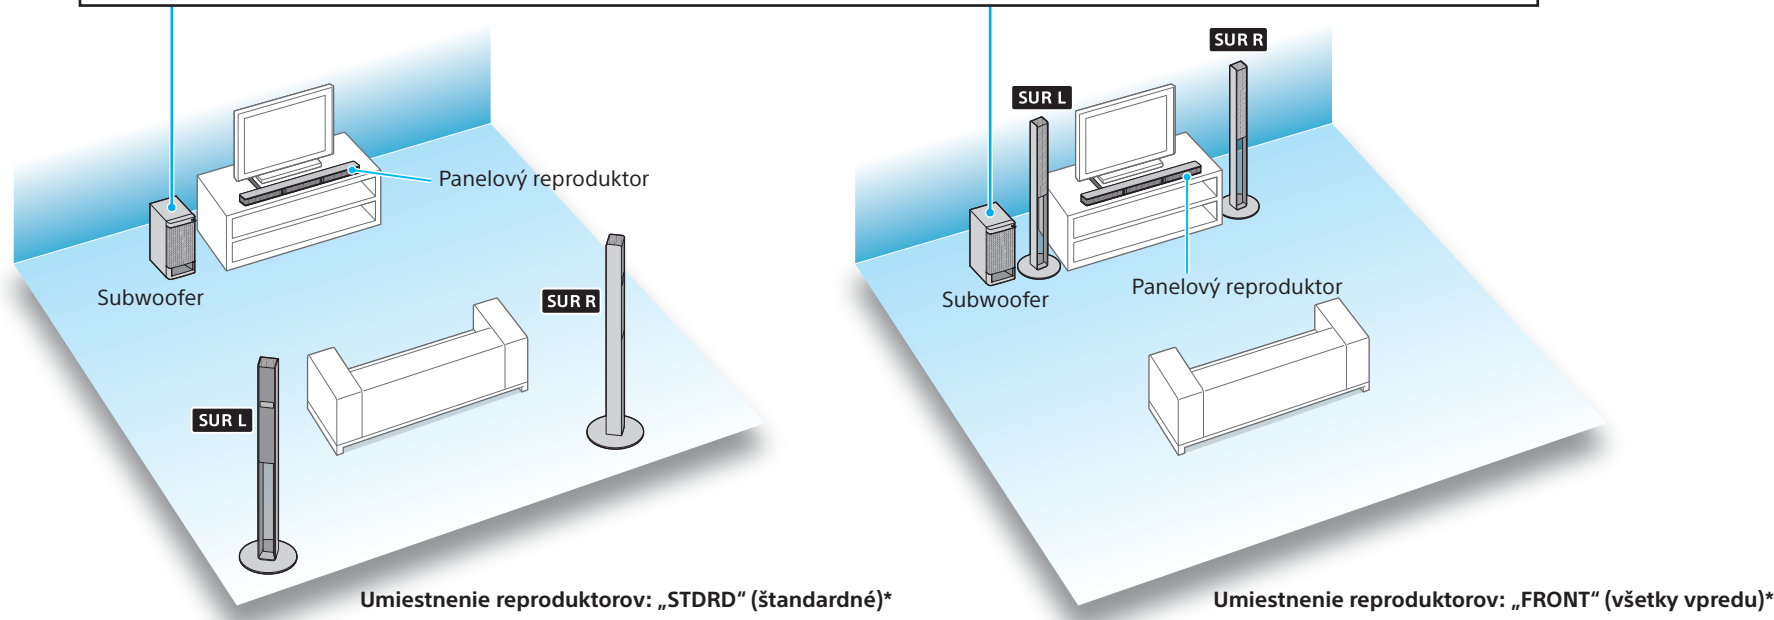 Panelový reproduktor
Subwoofer
SUR R
SUR L
Umiestnenie reproduktorov: „STDRD“ (štandardné)*
SUR R
SUR L
Subwoofer
Panelový reproduktor
Umiestnenie reproduktorov: „FRONT“ (všetky vpredu)*